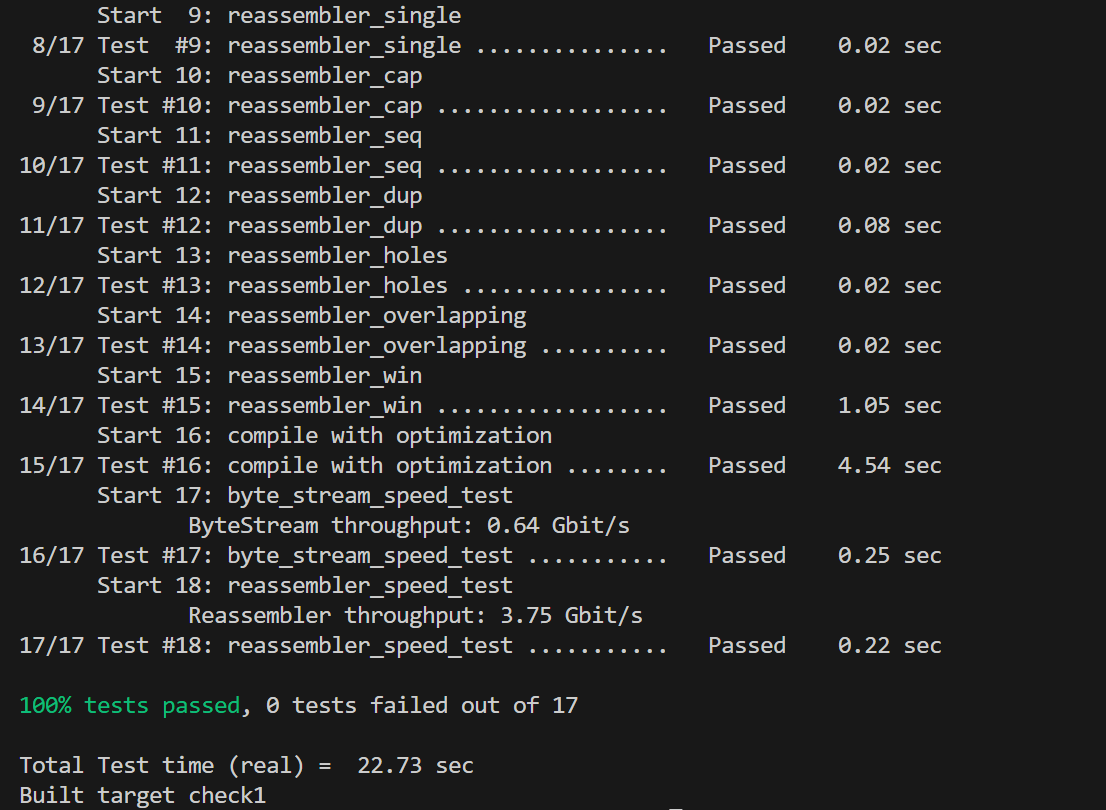 Start  9: reassembler_single
8/17 Test  #9: reassembler_single ...............   Passed    0.02 sec
Start 10: reassembler_cap
9/17 Test #10: reassembler_cap ..................   Passed    0.02 sec
Start 11: reassembler_seq
10/17 Test #11: reassembler_seq ..................   Passed    0.02 sec
Start 12: reassembler_dup
11/17 Test #12: reassembler_dup ..................   Passed    0.08 sec
Start 13: reassembler_holes
12/17 Test #13: reassembler_holes ................   Passed    0.02 sec
Start 14: reassembler_overlapping
13/17 Test #14: reassembler_overlapping ..........   Passed    0.02 sec
Start 15: reassembler_win
14/17 Test #15: reassembler_win ..................   Passed    1.05 sec
Start 16: compile with optimization
15/17 Test #16: compile with optimization ........   Passed    4.54 sec
Start 17: byte_stream_speed_test
ByteStream throughput: 0.64 Gbit/s
16/17 Test #17: byte_stream_speed_test ...........   Passed    0.25 sec
Start 18: reassembler_speed_test
Reassembler throughput: 3.75 Gbit/s
17/17 Test #18: reassembler_speed_test ...........   Passed    0.22 sec
100% tests passed, 0 tests failed out of 17
Total Test time (real) =  22.73 sec
Built target check1